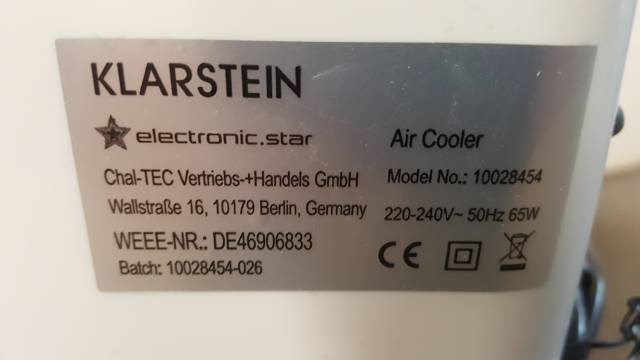 KLARSTEIN
electronic.star
Air Cooler
Chal-TEC Vertriebs-+Handels GmbH
Model No.: 10028454
Wallstraße 16, 10179 Berlin, Germany
220-240V~ 50Hz 65W
WEEE-NR.: DE46906833
CE
Batch: 10028454-026